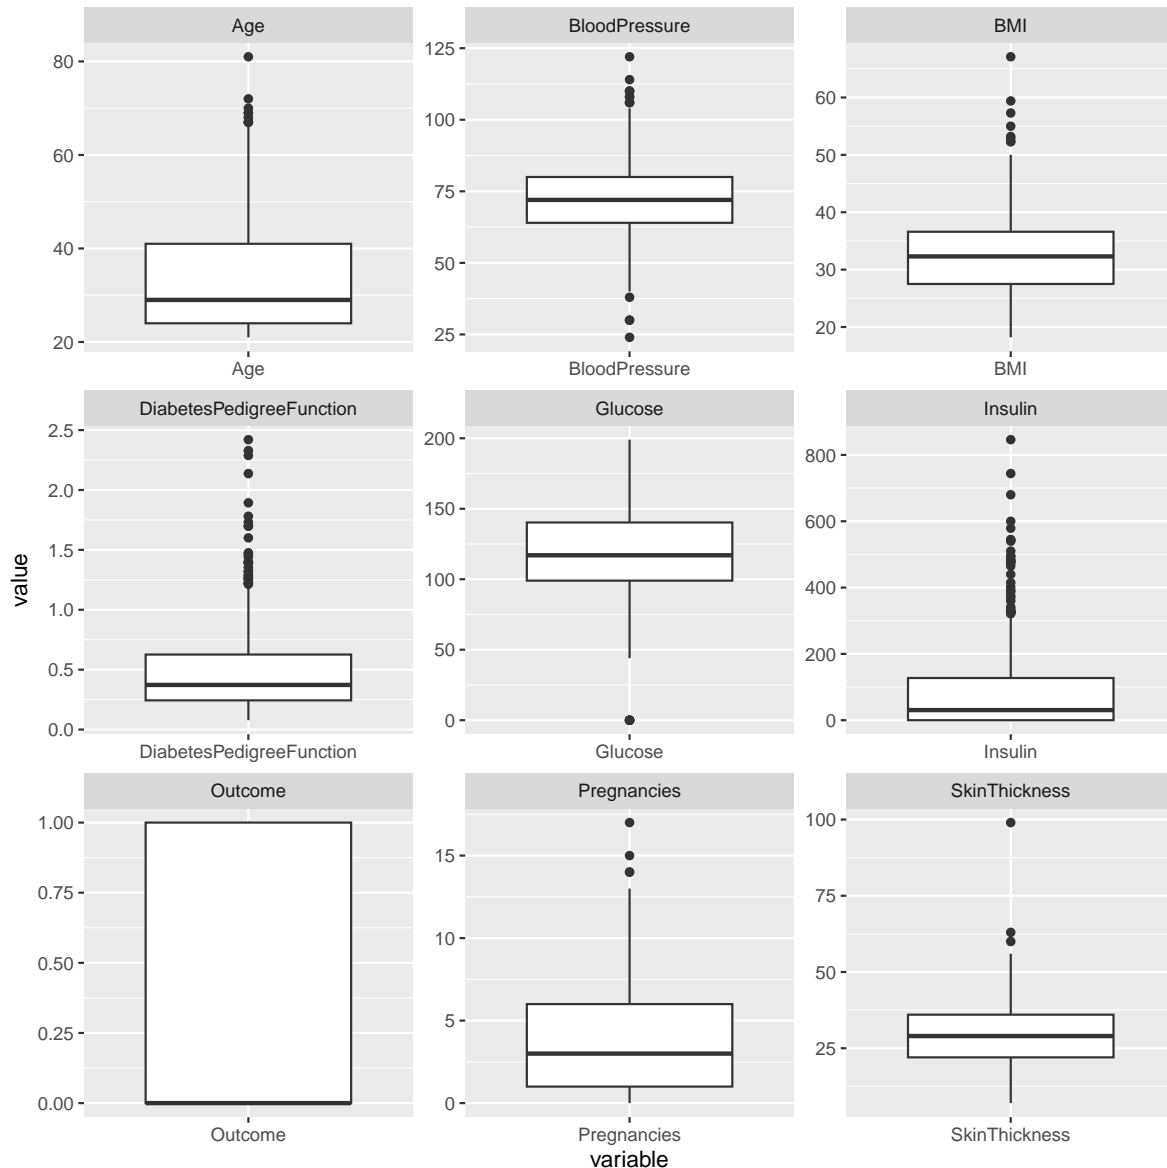 Age
BloodPressure
BMI
80
60
40
20
125
100
75
50
25
60
50
40
30
20
Age
BloodPressure
BMI
DiabetesPedigreeFunction
Glucose
Insulin
2.5
2.0
1.5
1.0
0.5
0.0
200
150
100
50
0
800
600
400
200
0
DiabetesPedigreeFunction
Glucose
Insulin
value
Outcome
Pregnancies
SkinThickness
1.00
0.75
0.50
0.25
0.00
15
10
5
0
100
75
50
25
Outcome
Pregnancies
SkinThickness
variable